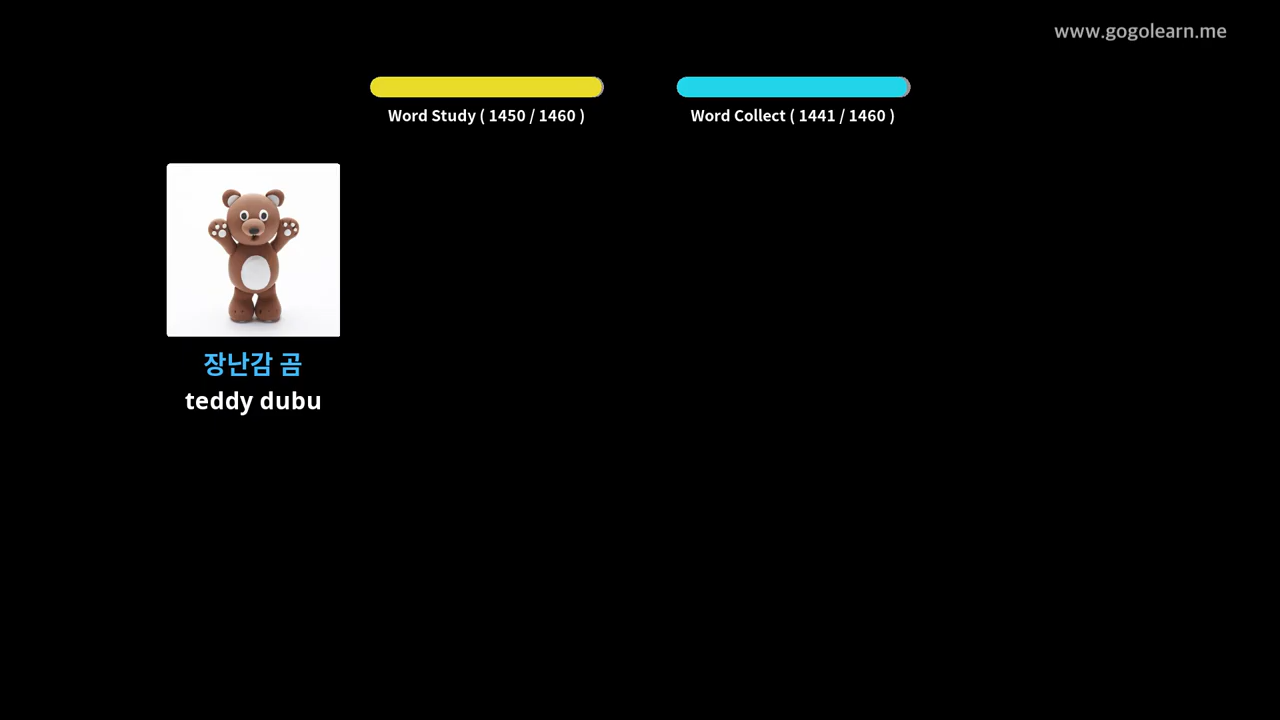 www.gogolearn.me
Word Study ( 1450 / 1460 )
Word Collect ( 1441 / 1460 )
장난감 곰
teddy dubu